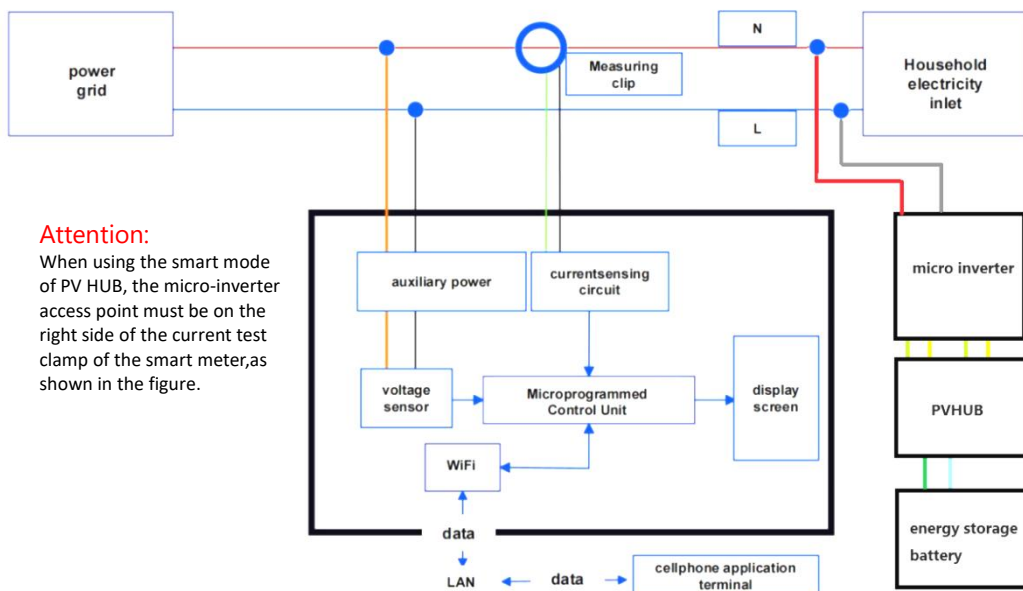 power
grid
N
Measuring
clip
L
Household
electricity
inlet
Attention:
When using the smart mode
of PV HUB, the micro-inverter
access point must be on the
right side of the current test
clamp of the smart meter,as
shown in the figure.
auxiliary power
currentsensing
circuit
micro inverter
voltage
sensor
Microprogrammed
Control Unit
display
screen
PVHUB
WiFi
data
energy storage
battery
LAN
data
cellphone application
terminal